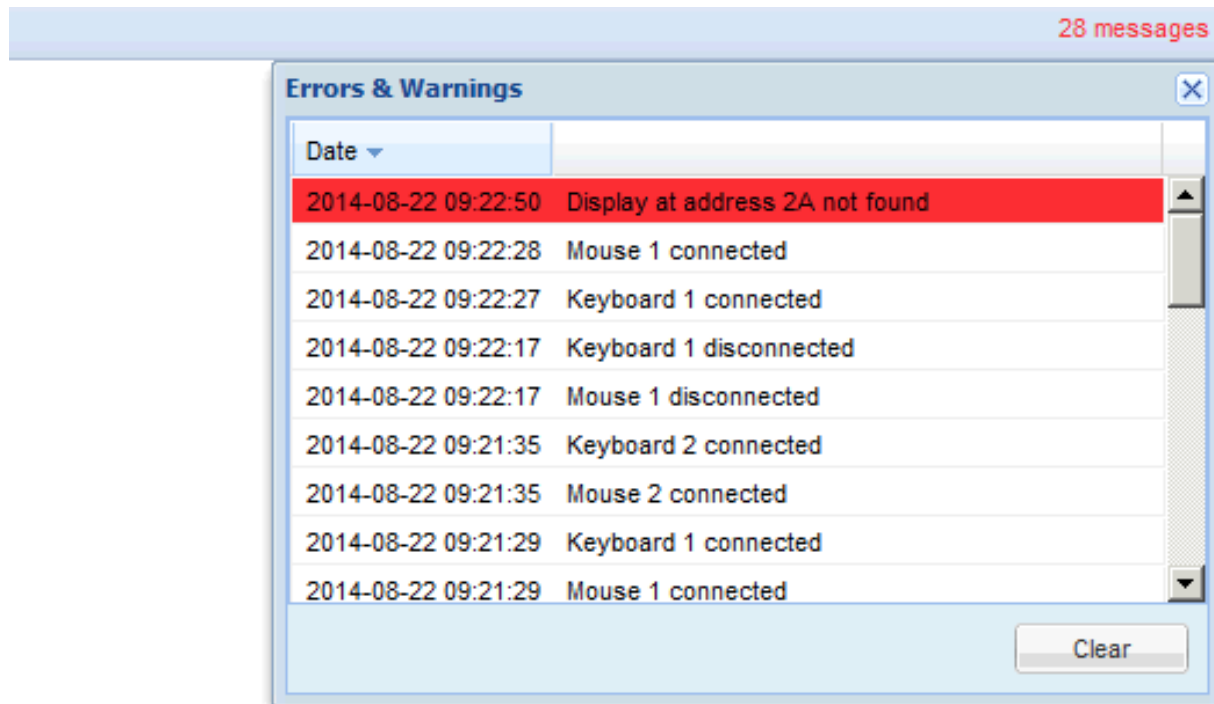 28 messages
Errors & Warnings
Date
2014-08-22 09:22:50 Display at address 2A not found
2014-08-22 09:22:28 Mouse 1 connected
2014-08-22 09:22:27 Keyboard 1 connected
2014-08-22 09:22:17 Keyboard 1 disconnected
2014-08-22 09:22:17 Mouse 1 disconnected
2014-08-22 09:21:35 Keyboard 2 connected
2014-08-22 09:21:35 Mouse 2 connected
2014-08-22 09:21:29 Keyboard 1 connected
2014-08-22 09:21:29 Mouse 1 connected
Clear